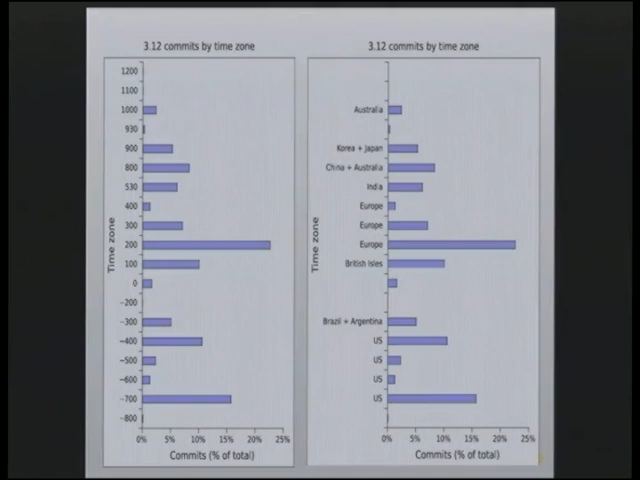 3.12 commits by time zone
Time zone
1200
1100
1000
930
900
800
530
400
300
200
100
0
−200
−300
−400
−500
−600
−700
−800
0% 5% 10% 15% 20% 25%
Commits (% of total)
3.12 commits by time zone
Time zone
Australia
Korea + Japan
China + Australia
India
Europe
Europe
Europe
British Isles
Brazil + Argentina
US
US
US
US
0% 5% 10% 15% 20% 25%
Commits (% of total)